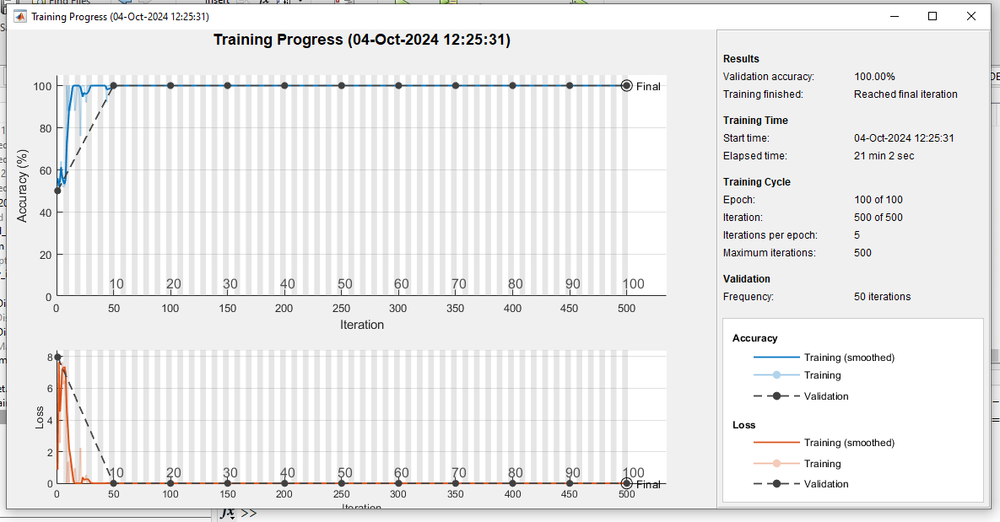 Find Files
Insert
Training Progress (04-Oct-2024 12:25:31)
Training Progress (04-Oct-2024 12:25:31)
100
80
60
40
20
0
Accuracy (%)
Final
10 20 30 40 50 60 70 80 90 100
0 50 100 150 200 250 300 350 400 450 500
Iteration
8
6
4
2
0
Loss
10 20 30 40 50 60 70 80 90 100
Final
0 50 100 150 200 250 300 350 400 450 500
Iteration
Results
Validation accuracy: 100.00%
Training finished: Reached final iteration
Training Time
Start time: 04-Oct-2024 12:25:31
Elapsed time: 21 min 2 sec
Training Cycle
Epoch: 100 of 100
Iteration: 500 of 500
Iterations per epoch: 5
Maximum iterations: 500
Validation
Frequency: 50 iterations
Accuracy
Training (smoothed)
Training
Validation
Loss
Training (smoothed)
Training
Validation
fx >>